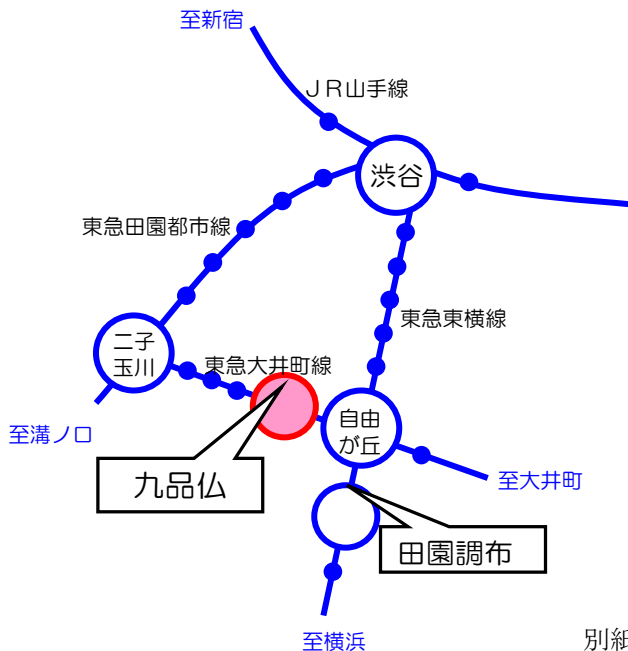 至新宿
JR山手線
渋谷
東急田園都市線
東急東横線
二子
玉川
東急大井町線
自由
が丘
至溝ノ口
九品仏
至大井町
田園調布
至横浜
別紙